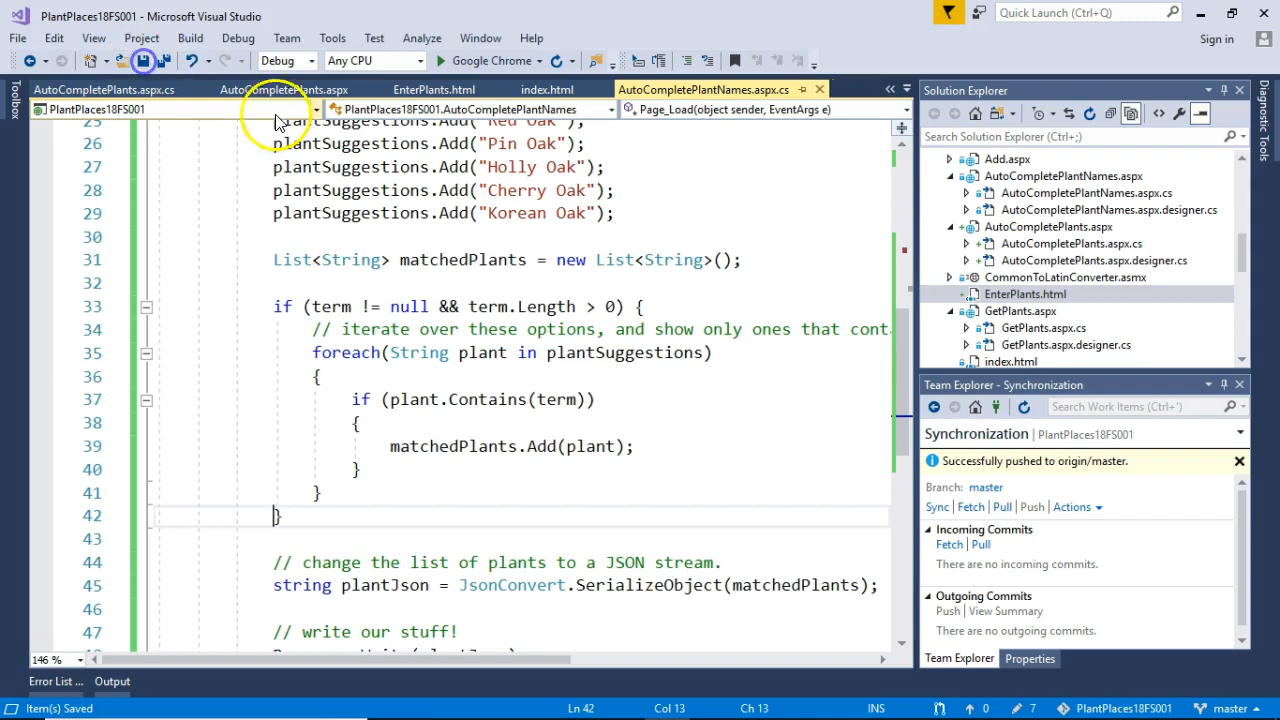 PlantPlaces18FS001 - Microsoft Visual Studio
Quick Launch (Ctrl+Q)
File Edit View Project Build Debug Team Tools Test Analyze Window Help
Sign in
Debug Any CPU Google Chrome
Toolbox
AutoCompletePlants.aspx.cs AutoCompletePlants.aspx EnterPlants.html index.html AutoCompletePlantNames.aspx.cs
PlantPlaces18FS001 PlantPlaces18FS001.AutoCompletePlantNames Page_Load(object sender, EventArgs e)
25 plantSuggestions.Add("Red Oak");
26 plantSuggestions.Add("Pin Oak");
27 plantSuggestions.Add("Holly Oak");
28 plantSuggestions.Add("Cherry Oak");
29 plantSuggestions.Add("Korean Oak");
30
31 List<String> matchedPlants = new List<String>();
32
33 if (term != null && term.Length > 0) {
34 // iterate over these options, and show only ones that conta
35 foreach(String plant in plantSuggestions)
36 {
37 if (plant.Contains(term))
38 {
39 matchedPlants.Add(plant);
40 }
41 }
42 }
43
44 // change the list of plants to a JSON stream.
45 string plantJson = JsonConvert.SerializeObject(matchedPlants);
46
47 // write our stuff!
146 %
Error List ... Output
Solution Explorer
Search Solution Explorer (Ctrl+;)
Add.aspx
AutoCompletePlantNames.aspx
AutoCompletePlantNames.aspx.cs
AutoCompletePlantNames.aspx.designer.cs
AutoCompletePlants.aspx
AutoCompletePlants.aspx.cs
AutoCompletePlants.aspx.designer.cs
CommonToLatinConverter.asmx
EnterPlants.html
GetPlants.aspx
GetPlants.aspx.cs
GetPlants.aspx.designer.cs
index.html
Team Explorer - Synchronization
Search Work Items (Ctrl+')
Synchronization | PlantPlaces18FS001
Successfully pushed to origin/master.
Branch: master
Sync | Fetch | Pull | Push | Actions
Incoming Commits
Fetch | Pull
There are no incoming commits.
Outgoing Commits
Push | View Summary
There are no outgoing commits.
Team Explorer Properties
Diagnostic Tools
Item(s) Saved Ln 42 Col 13 Ch 13 INS 0 7 PlantPlaces18FS001 master